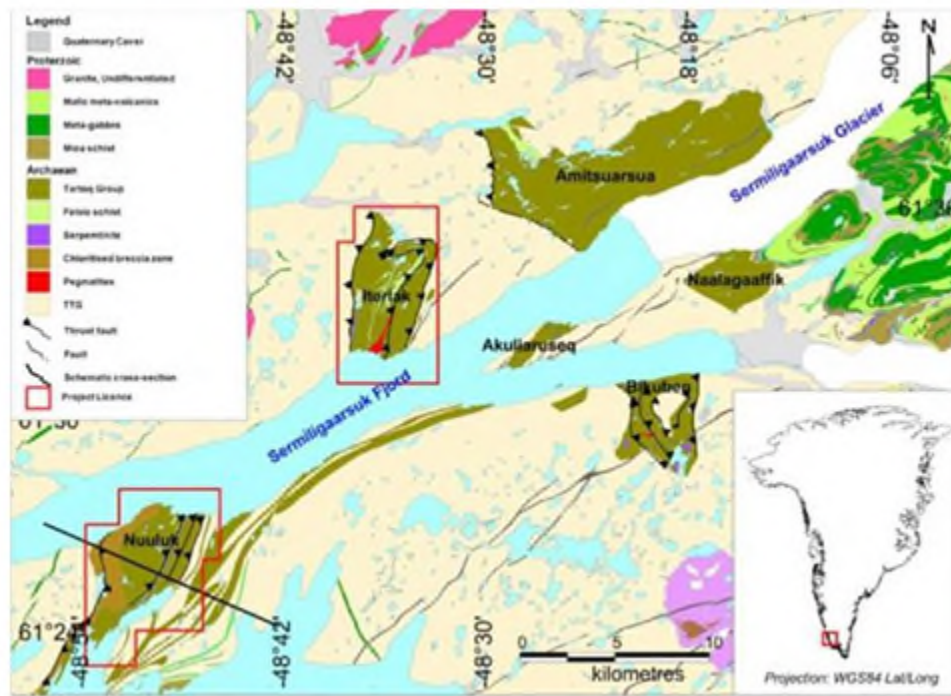 Legend
Quaternary Cover
Proterozoic
Granite, Undifferentiated
Mafic meta-volcanics
Meta-gabbro
Mica schist
Archaean
Tartoq Group
Felsic schist
Serpentinite
Chloritised breccia zone
Pegmatites
TTG
Thrust fault
Fault
Schematic cross-section
Project Licence
-48°42'
-48°30'
-48°18'
-48°06'
Z
Amitsuarsua
Sermiligaarsuk Glacier
61°30'
Iterlak
Naalagaaffik
Akuliaruseq
Sermiligaarsuk Fjord
Bikuben
Nuuluk
61°24'
-48°42'
-48°30'
0 5 10
kilometres
Projection: WGS84 Lat/Long